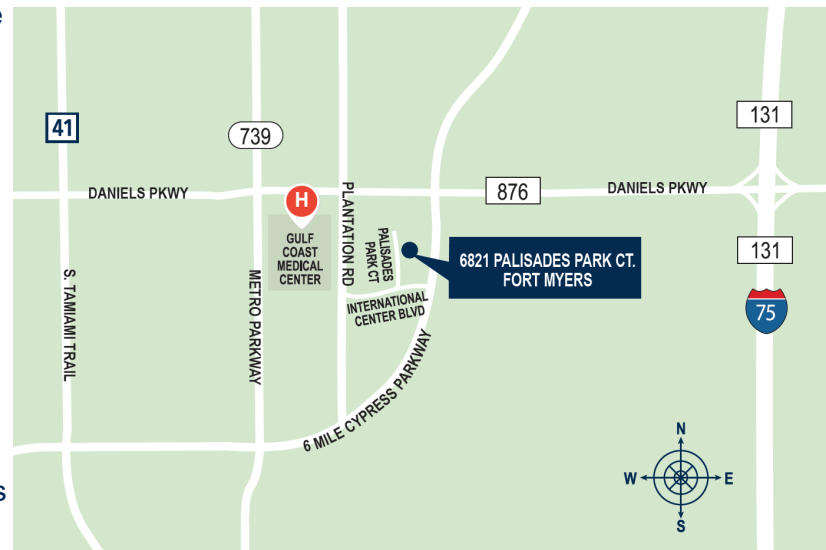 e
41
739
131
DANIELS PKWY
876
DANIELS PKWY
H
GULF
COAST
MEDICAL
CENTER
PLANTATION RD
PALISADES
PARK CT
6821 PALISADES PARK CT.
FORT MYERS
131
75
INTERNATIONAL
CENTER BLVD
S. TAMIAMI TRAIL
METRO PARKWAY
6 MILE CYPRESS PARKWAY
N
W
E
S
s